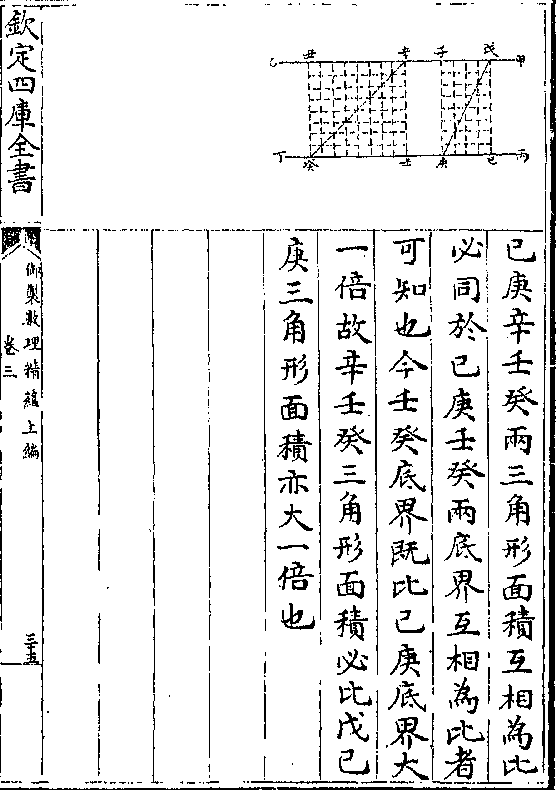 甲 戊 子 辛 丑 乙
丙 己 庚 壬 癸 丁
己庚辛壬癸兩三角形面積互相為比
必同於己庚壬癸兩底界互相為比者
可知也今壬癸底界既比己庚底界大
一倍故辛壬癸三角形面積必比戊己
庚三角形面積亦大一倍也
欽定四庫全書
御製數理精蘊上編
卷三
三十五